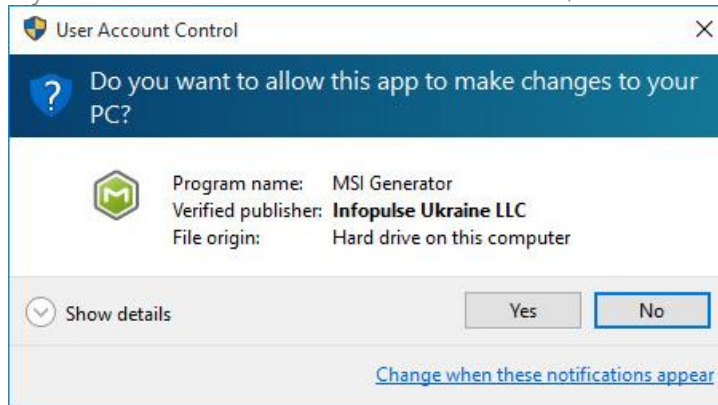 User Account Control
Do you want to allow this app to make changes to your
PC?
Program name: MSI Generator
Verified publisher: Infopulse Ukraine LLC
File origin: Hard drive on this computer
Show details
Yes
No
Change when these notifications appear